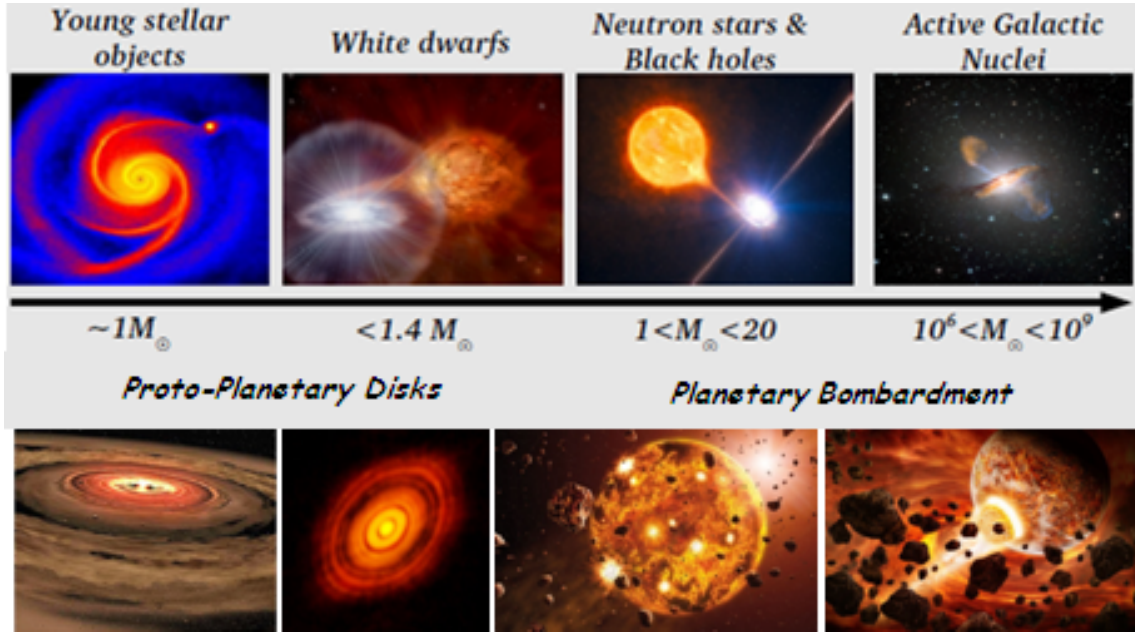 Young stellar
objects
White dwarfs
Neutron stars &
Black holes
Active Galactic
Nuclei
~1M☉
<1.4 M☉
1<M☉<20
10⁶<M☉<10⁹
Proto-Planetary Disks
Planetary Bombardment